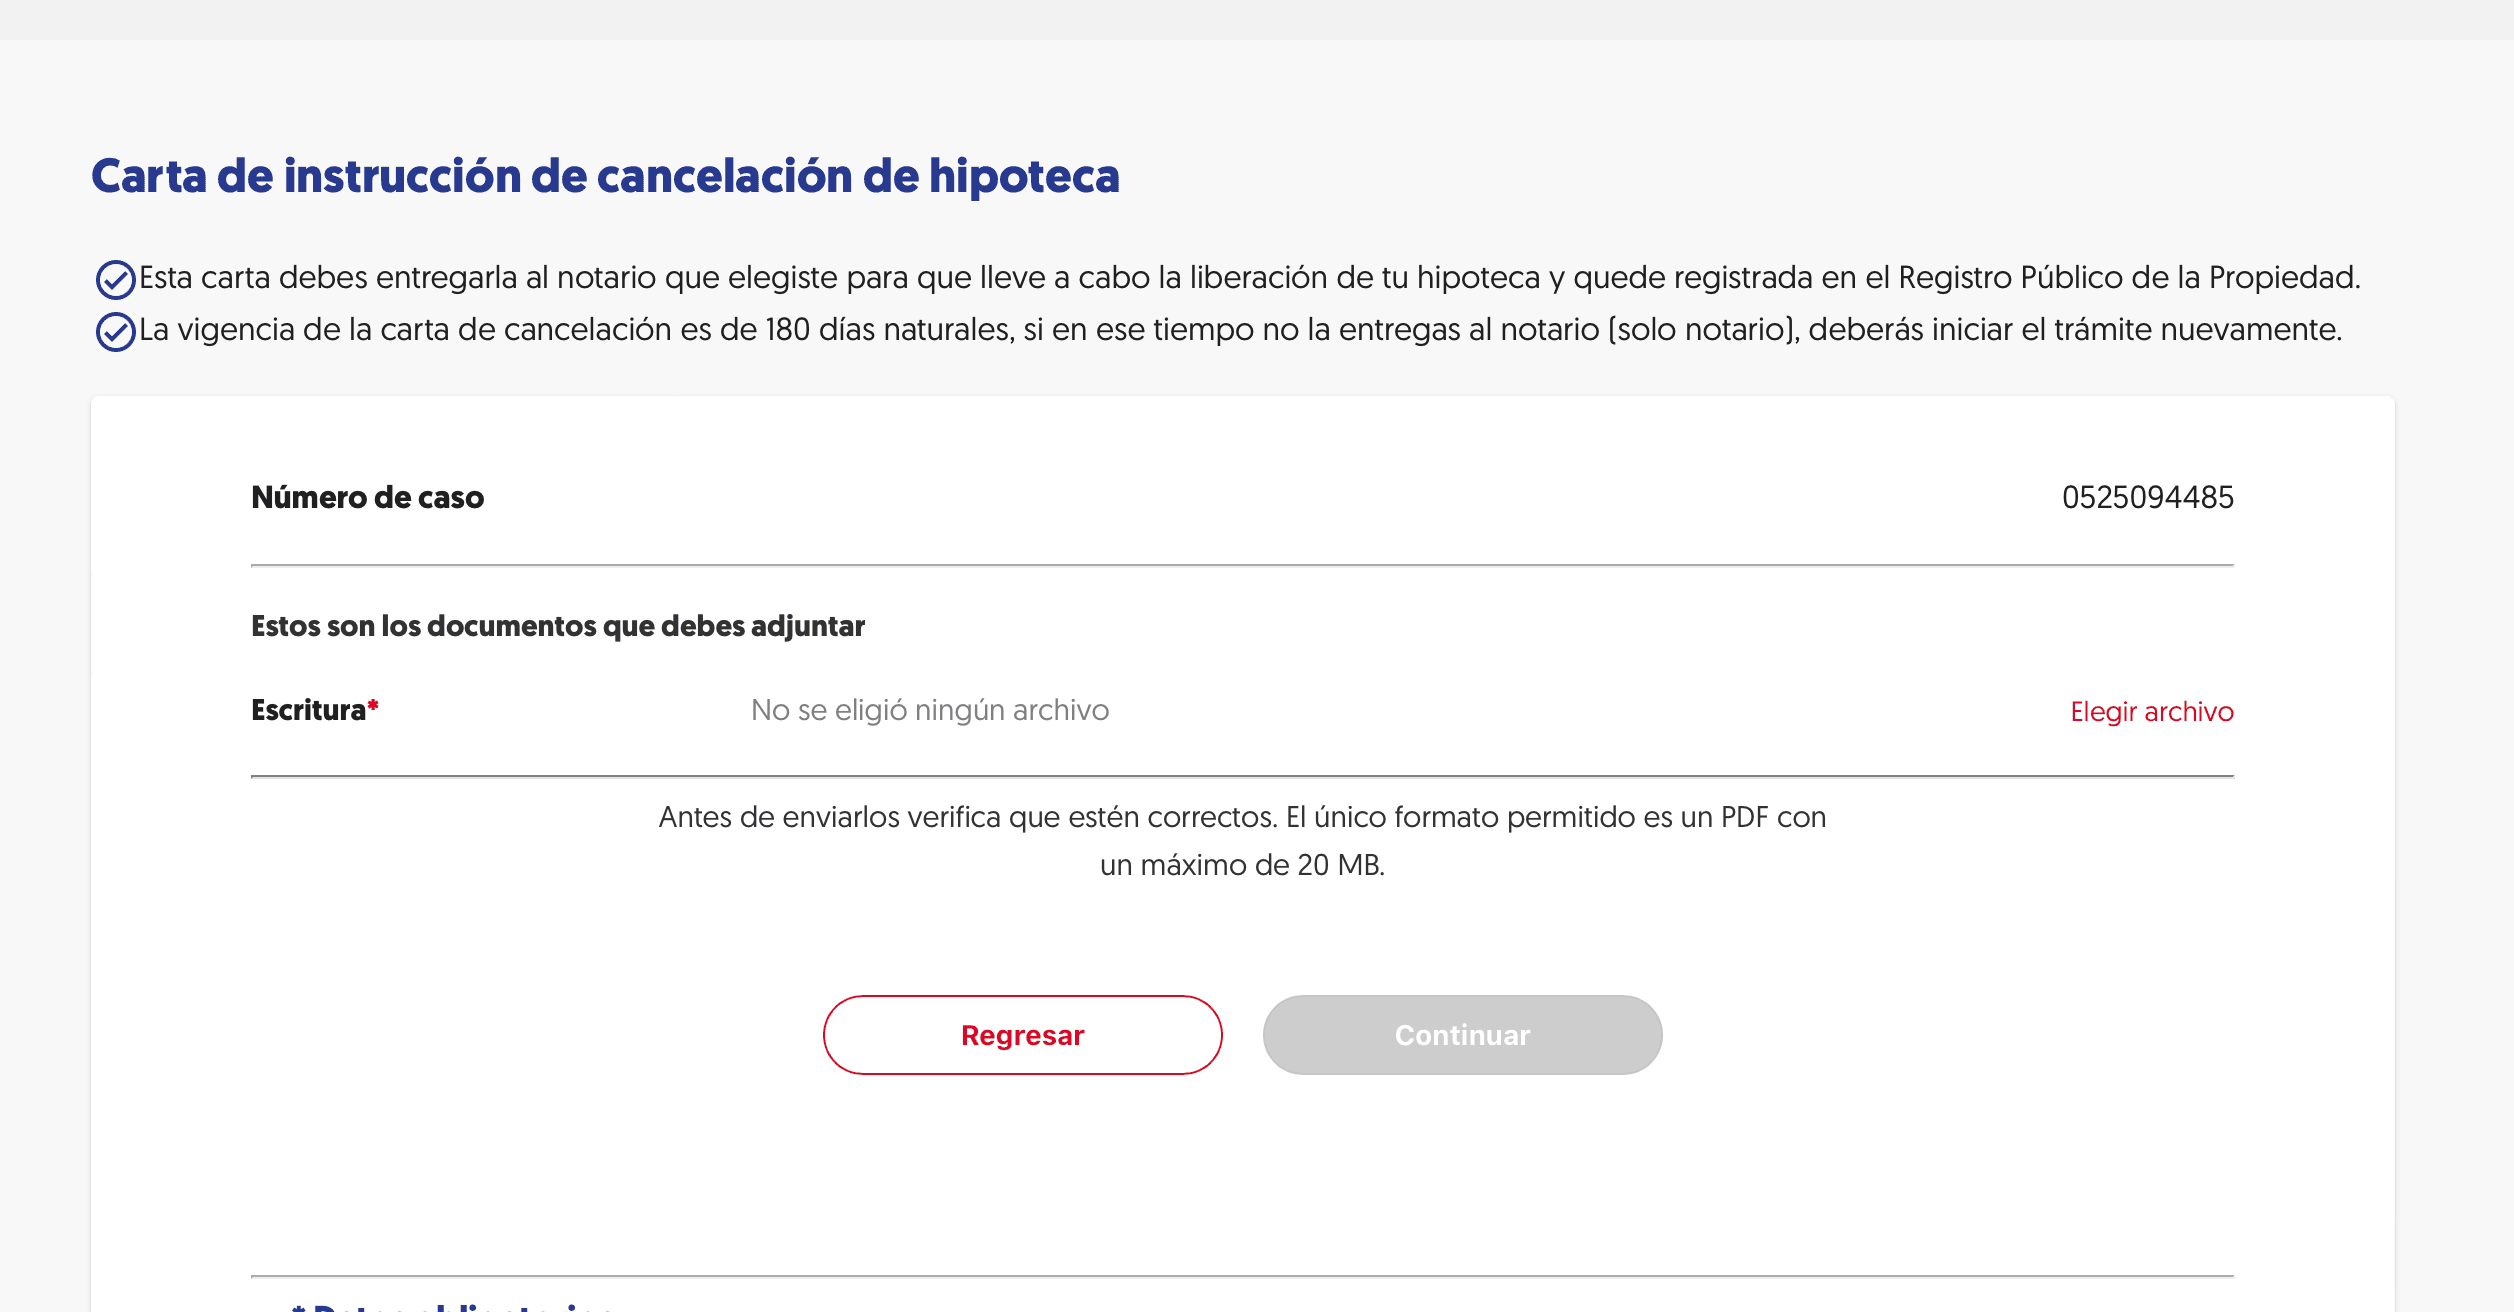 Carta de instrucción de cancelación de hipoteca
Esta carta debes entregarla al notario que elegiste para que lleve a cabo la liberación de tu hipoteca y quede registrada en el Registro Público de la Propiedad.
La vigencia de la carta de cancelación es de 180 días naturales, si en ese tiempo no la entregas al notario (solo notario), deberás iniciar el trámite nuevamente.
Número de caso 0525094485
Estos son los documentos que debes adjuntar
Escritura* No se eligió ningún archivo Elegir archivo
Antes de enviarlos verifica que estén correctos. El único formato permitido es un PDF con
un máximo de 20 MB.
Regresar Continuar